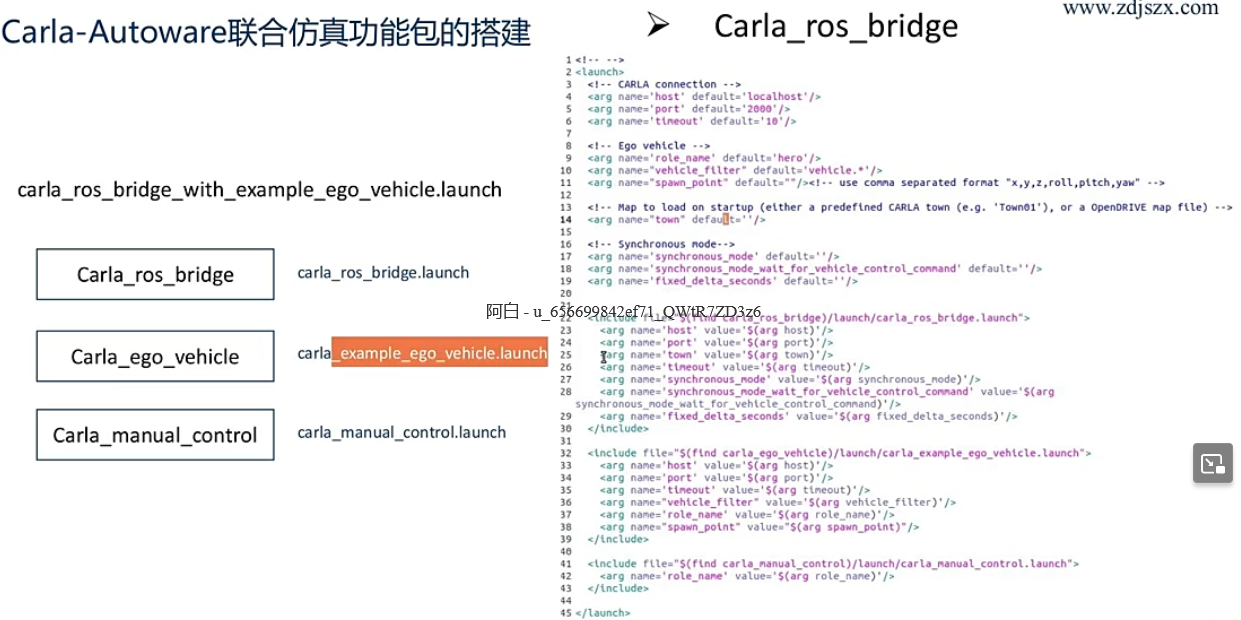 www.zdjszx.com
Carla-Autoware联合仿真功能包的搭建
➢ Carla_ros_bridge
carla_ros_bridge_with_example_ego_vehicle.launch
Carla_ros_bridge
carla_ros_bridge.launch
Carla_ego_vehicle
carla_example_ego_vehicle.launch
Carla_manual_control
carla_manual_control.launch
1 <!-- -->
2 <launch>
3 <!-- CARLA connection -->
4 <arg name='host' default='localhost'/>
5 <arg name='port' default='2000'/>
6 <arg name='timeout' default='10'/>
7
8 <!-- Ego vehicle -->
9 <arg name='role_name' default='hero'/>
10 <arg name="vehicle_filter" default='vehicle.*'/>
11 <arg name="spawn_point" default=""/><!-- use comma separated format "x,y,z,roll,pitch,yaw" -->
12
13 <!-- Map to load on startup (either a predefined CARLA town (e.g. 'Town01'), or a OpenDRIVE map file) -->
14 <arg name="town" default=''/>
15
16 <!-- Synchronous mode-->
17 <arg name='synchronous_mode' default=''/>
18 <arg name='synchronous_mode_wait_for_vehicle_control_command' default=''/>
19 <arg name='fixed_delta_seconds' default=''/>
20
21
阿白 - u_656699842ef71_QWtR7ZD3z6
22 <include file="$(find carla_ros_bridge)/launch/carla_ros_bridge.launch">
23 <arg name='host' value='$(arg host)'/>
24 <arg name='port' value='$(arg port)'/>
25 <arg name='town' value='$(arg town)'/>
26 <arg name='timeout' value='$(arg timeout)'/>
27 <arg name='synchronous_mode' value='$(arg synchronous_mode)'/>
28 <arg name='synchronous_mode_wait_for_vehicle_control_command' value='$(arg
synchronous_mode_wait_for_vehicle_control_command)'/>
29 <arg name='fixed_delta_seconds' value='$(arg fixed_delta_seconds)'/>
30 </include>
31
32 <include file="$(find carla_ego_vehicle)/launch/carla_example_ego_vehicle.launch">
33 <arg name='host' value='$(arg host)'/>
34 <arg name='port' value='$(arg port)'/>
35 <arg name='timeout' value='$(arg timeout)'/>
36 <arg name="vehicle_filter" value='$(arg vehicle_filter)'/>
37 <arg name='role_name' value='$(arg role_name)'/>
38 <arg name="spawn_point" value="$(arg spawn_point)"/>
39 </include>
40
41 <include file="$(find carla_manual_control)/launch/carla_manual_control.launch">
42 <arg name='role_name' value='$(arg role_name)'/>
43 </include>
44
45 </launch>